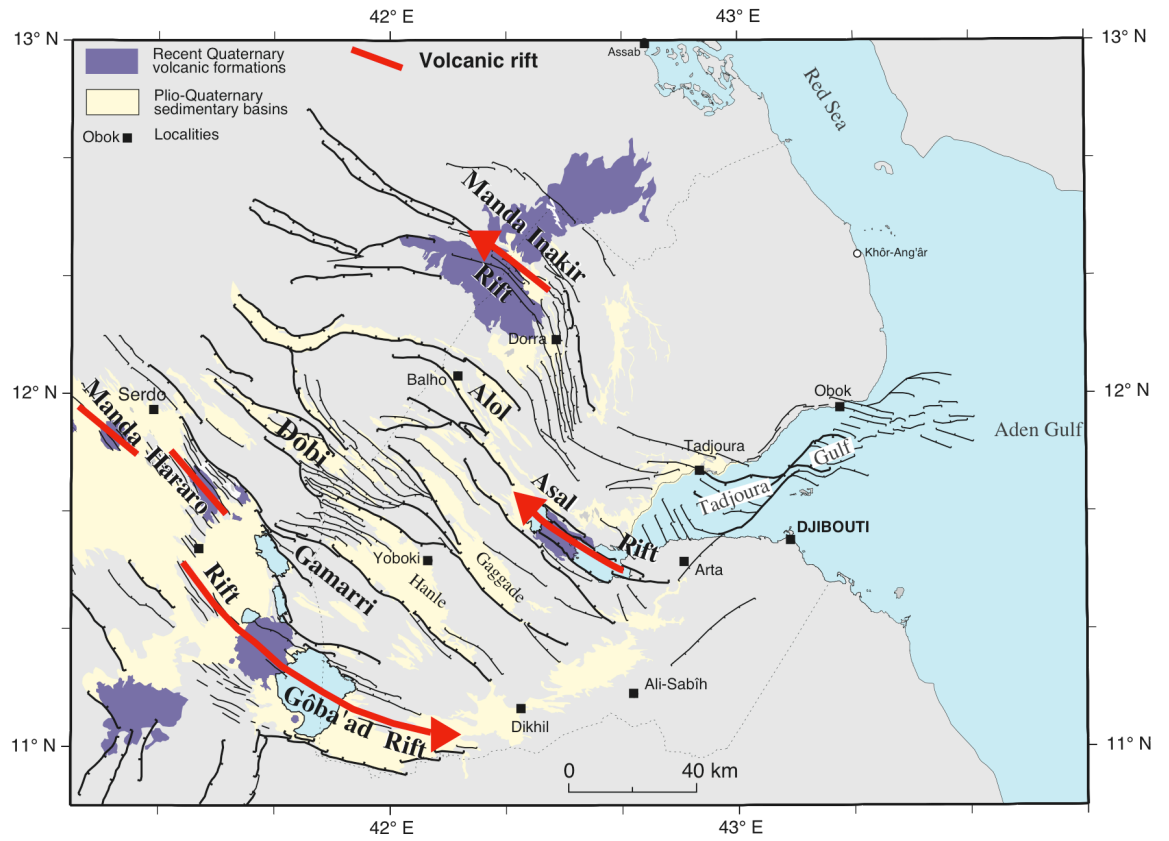 42° E
43° E
13° N
13° N
Recent Quaternary
volcanic formations
Volcanic rift
Plio-Quaternary
sedimentary basins
Obok
Localities
Assab
Red Sea
Manda Inakir
Rift
Khôr-Ang'âr
Dorra
Balho
Alol
12° N
12° N
Serdo
Manda Hararo
Rift
Dobi
Obok
Aden Gulf
Tadjoura
Gulf
Tadjoura
Asal
Rift
DJIBOUTI
Arta
Yoboki
Hanle
Gaggade
Gamarri
Ali-Sabîh
Dikhil
Gôba'ad Rift
11° N
11° N
0
40 km
42° E
43° E